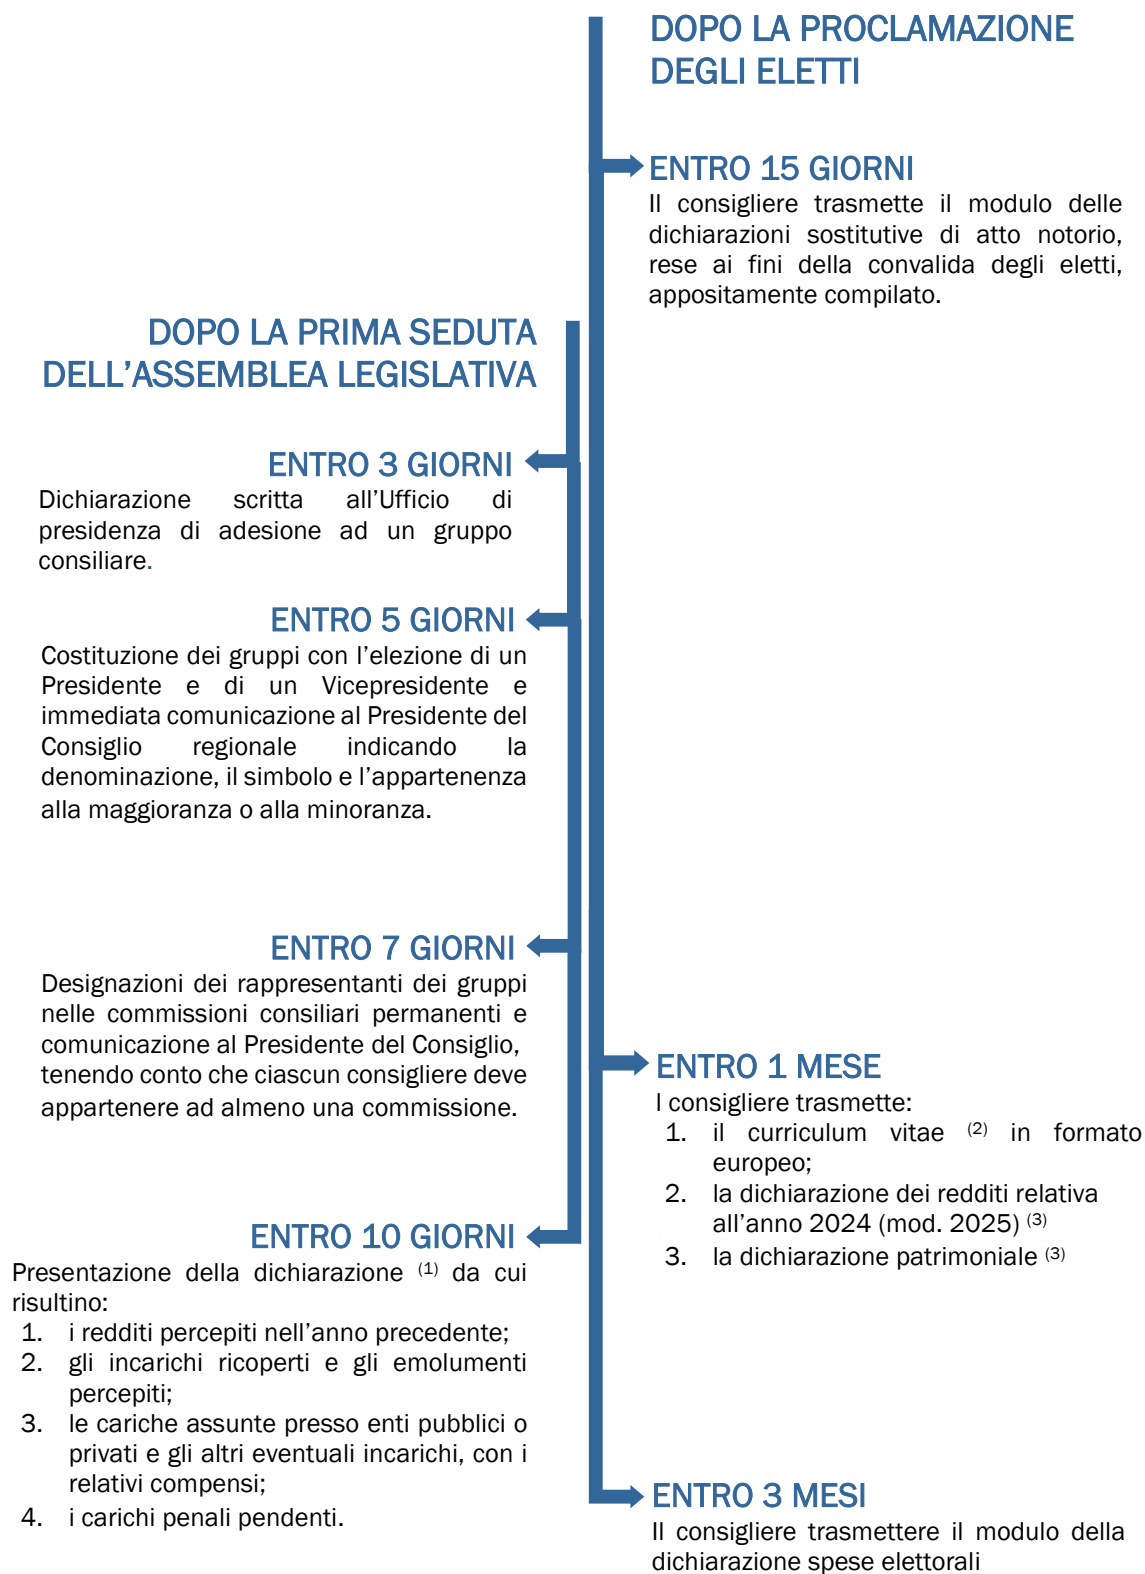 DOPO LA PROCLAMAZIONE
DEGLI ELETTI
ENTRO 15 GIORNI
Il consigliere trasmette il modulo delle
dichiarazioni sostitutive di atto notorio,
rese ai fini della convalida degli eletti,
appositamente compilato.
DOPO LA PRIMA SEDUTA
DELL’ASSEMBLEA LEGISLATIVA
ENTRO 3 GIORNI
Dichiarazione scritta all’Ufficio di
presidenza di adesione ad un gruppo
consiliare.
ENTRO 5 GIORNI
Costituzione dei gruppi con l’elezione di un
Presidente e di un Vicepresidente e
immediata comunicazione al Presidente del
Consiglio regionale indicando la
denominazione, il simbolo e l’appartenenza
alla maggioranza o alla minoranza.
ENTRO 7 GIORNI
Designazioni dei rappresentanti dei gruppi
nelle commissioni consiliari permanenti e
comunicazione al Presidente del Consiglio,
tenendo conto che ciascun consigliere deve
appartenere ad almeno una commissione.
ENTRO 1 MESE
I consigliere trasmette:
1. il curriculum vitae (2) in formato
europeo;
2. la dichiarazione dei redditi relativa
all’anno 2024 (mod. 2025) (3)
3. la dichiarazione patrimoniale (3)
ENTRO 10 GIORNI
Presentazione della dichiarazione (1) da cui
risultino:
1. i redditi percepiti nell’anno precedente;
2. gli incarichi ricoperti e gli emolumenti
percepiti;
3. le cariche assunte presso enti pubblici o
privati e gli altri eventuali incarichi, con i
relativi compensi;
4. i carichi penali pendenti.
ENTRO 3 MESI
Il consigliere trasmettere il modulo della
dichiarazione spese elettorali